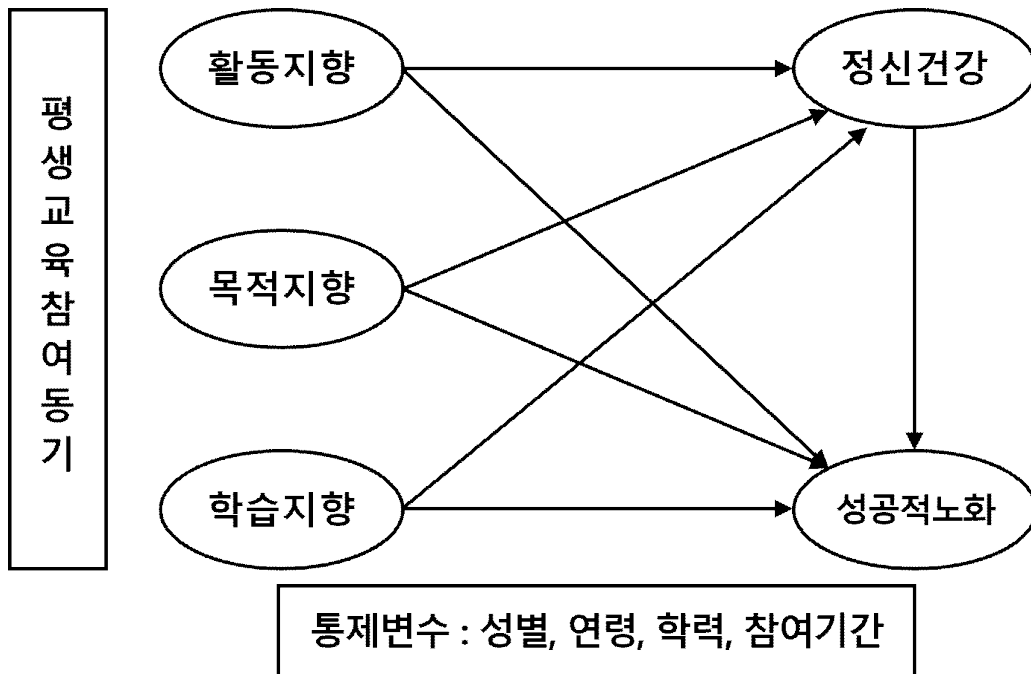 평생교육참여동기
활동지향
정신건강
목적지향
학습지향
성공적노화
통제변수 : 성별, 연령, 학력, 참여기간